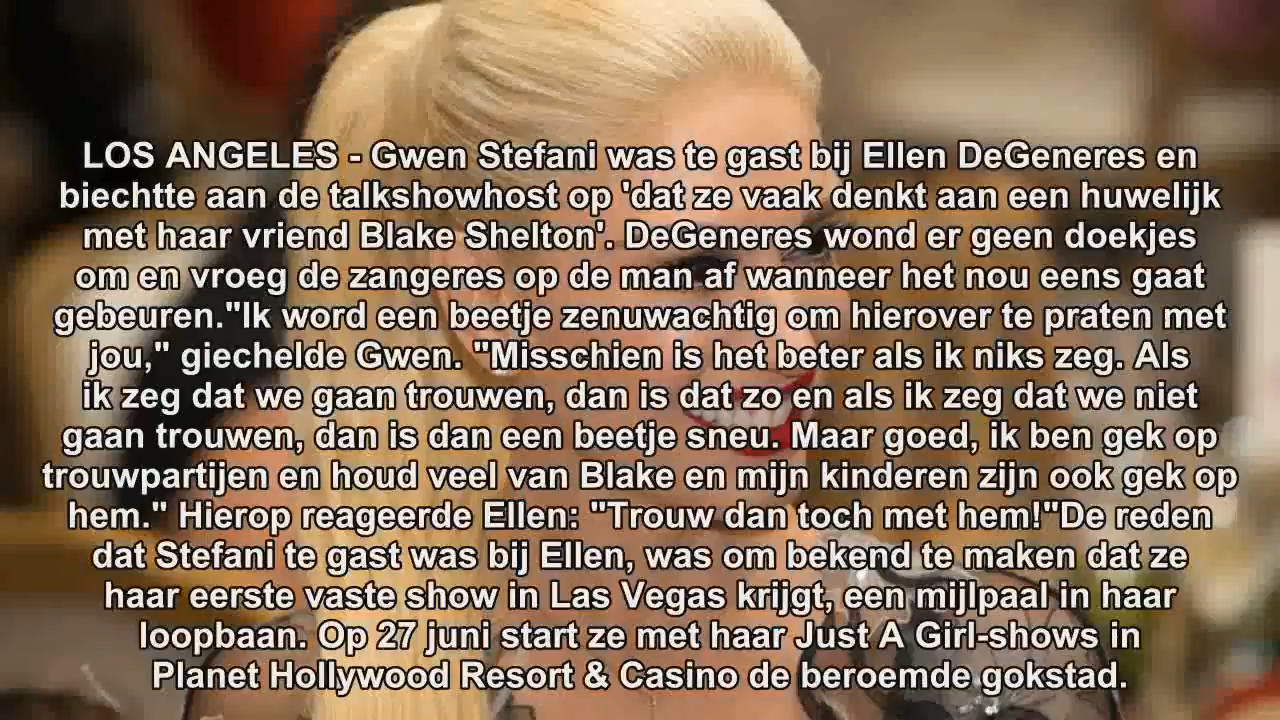 LOS ANGELES - Gwen Stefani was te gast bij Ellen DeGeneres en
biechtte aan de talkshowhost op 'dat ze vaak denkt aan een huwelijk
met haar vriend Blake Shelton'. DeGeneres wond er geen doekjes
om en vroeg de zangeres op de man af wanneer het nou eens gaat
gebeuren."Ik word een beetje zenuwachtig om hierover te praten met
jou," giechelde Gwen. "Misschien is het beter als ik niks zeg. Als
ik zeg dat we gaan trouwen, dan is dat zo en als ik zeg dat we niet
gaan trouwen, dan is dan een beetje sneu. Maar goed, ik ben gek op
trouwpartijen en houd veel van Blake en mijn kinderen zijn ook gek op
hem." Hierop reageerde Ellen: "Trouw dan toch met hem!"De reden
dat Stefani te gast was bij Ellen, was om bekend te maken dat ze
haar eerste vaste show in Las Vegas krijgt, een mijlpaal in haar
loopbaan. Op 27 juni start ze met haar Just A Girl-shows in
Planet Hollywood Resort & Casino de beroemde gokstad.